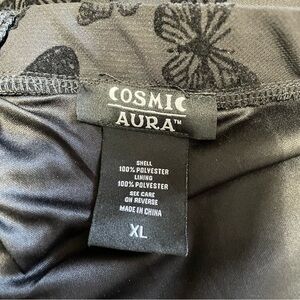 COSMIC
AURA™
SHELL
100% POLYESTER
LINING
100% POLYESTER
SEE CARE
ON REVERSE
MADE IN CHINA
XL